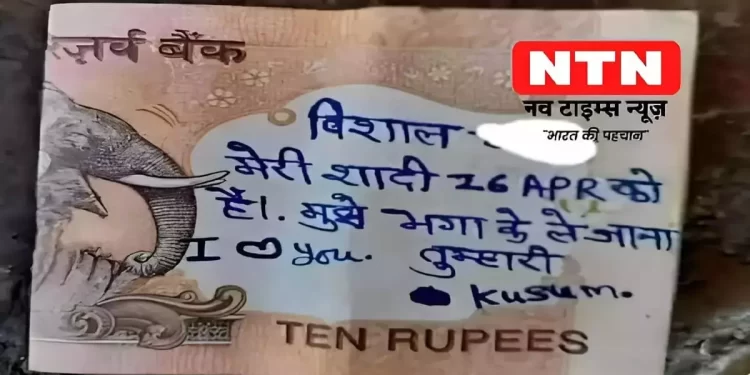 रिज़र्व बैंक
NTN
नव टाइम्स न्यूज़
"भारत की पहचान"
विशाल -
मेरी शादी 26 APR को
है।. मुझे भगा के ले जाना
I ♡ you. तुम्हारी
Kusum.
TEN RUPEES